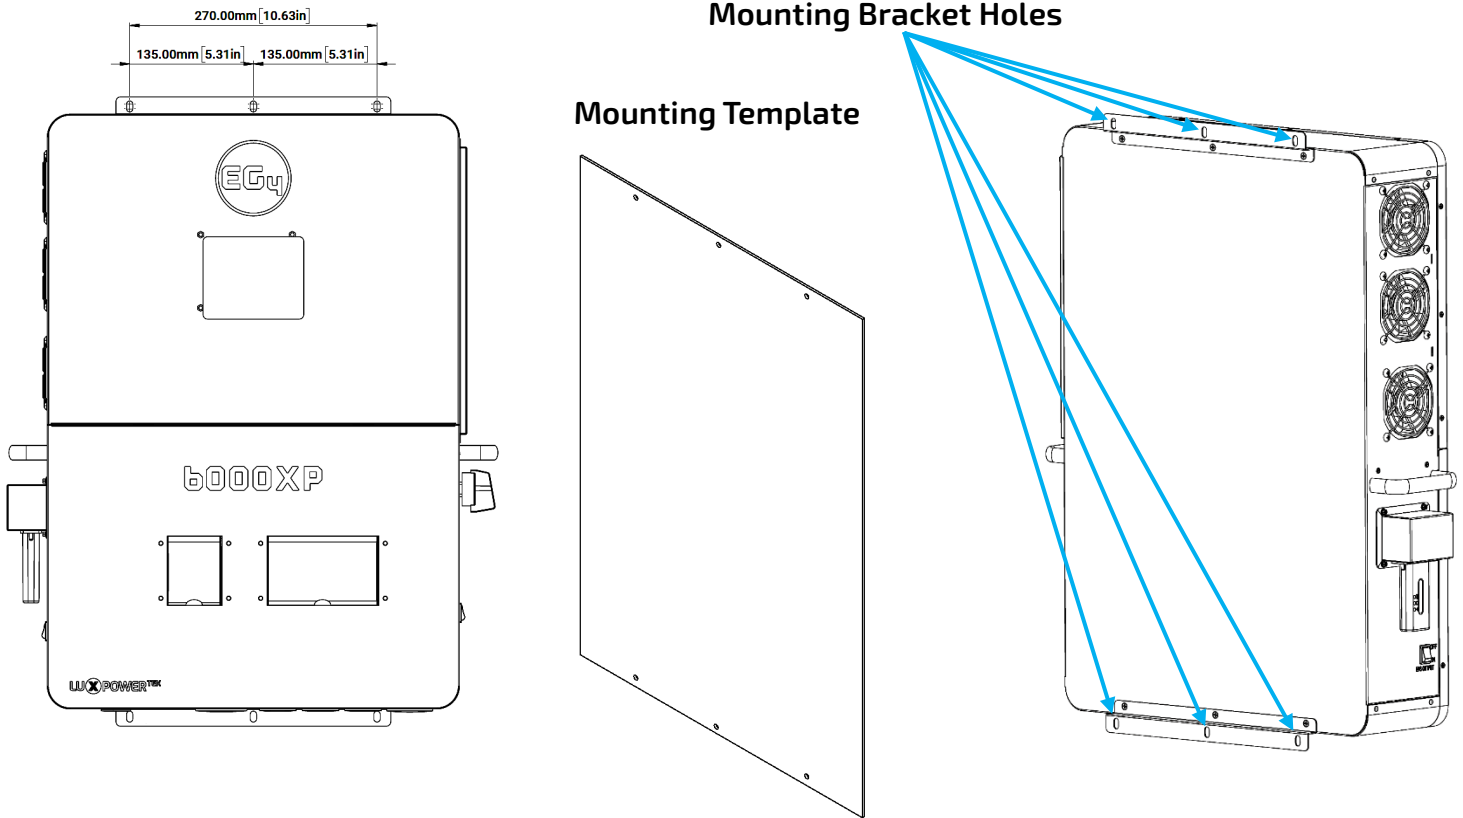 270.00mm[10.63in]
135.00mm[5.31in]
135.00mm[5.31in]
Mounting Bracket Holes
Mounting Template
EG4
6000XP
LUXPOWERTEK
OFF